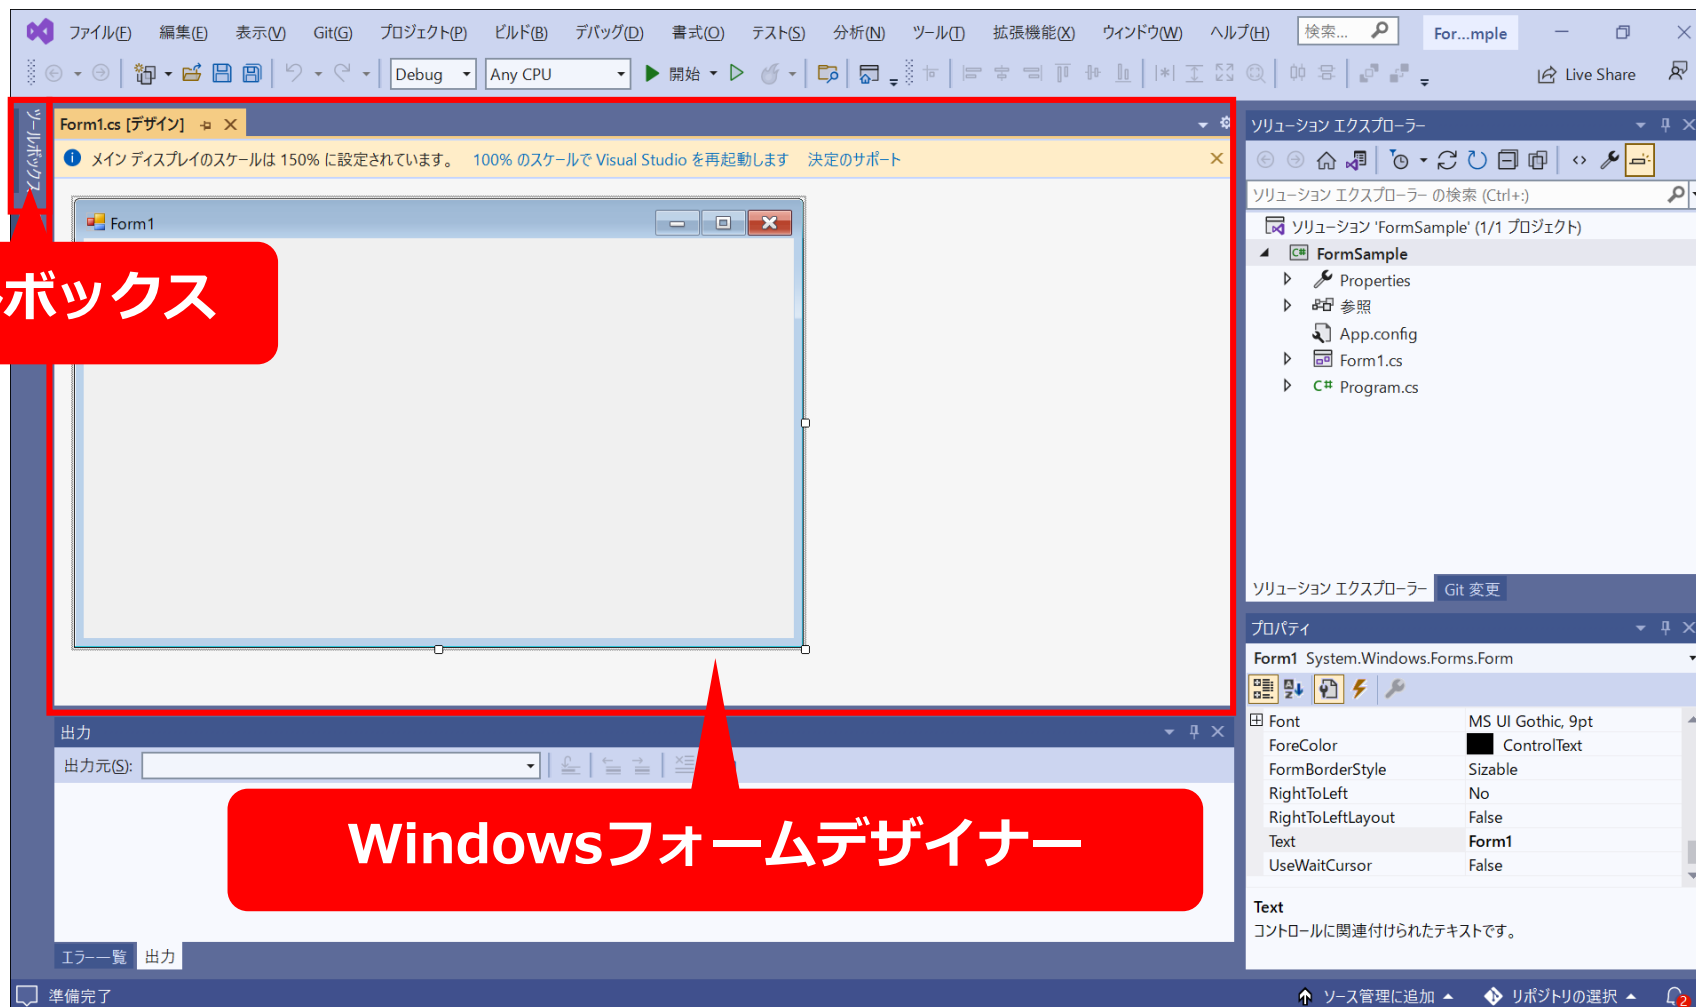 ファイル(F) 編集(E) 表示(V) Git(G) プロジェクト(P) ビルド(B) デバッグ(D) 書式(O) テスト(S) 分析(N) ツール(T) 拡張機能(X) ウィンドウ(W) ヘルプ(H) 検索... For...mple
Debug Any CPU 開始 Live Share
ツールボックス
Form1.cs [デザイン]
メイン ディスプレイのスケールは 150% に設定されています。 100% のスケールで Visual Studio を再起動します 決定のサポート
Form1
ボックス
Windowsフォームデザイナー
出力
出力元(S):
エラー一覧 出力
ソリューション エクスプローラー
ソリューション エクスプローラー の検索 (Ctrl+:)
ソリューション 'FormSample' (1/1 プロジェクト)
C# FormSample
Properties
参照
App.config
Form1.cs
C# Program.cs
ソリューション エクスプローラー Git 変更
プロパティ
Form1 System.Windows.Forms.Form
Font MS UI Gothic, 9pt
ForeColor ControlText
FormBorderStyle Sizable
RightToLeft No
RightToLeftLayout False
Text Form1
UseWaitCursor False
Text
コントロールに関連付けられたテキストです。
準備完了 ソース管理に追加 リポジトリの選択 2